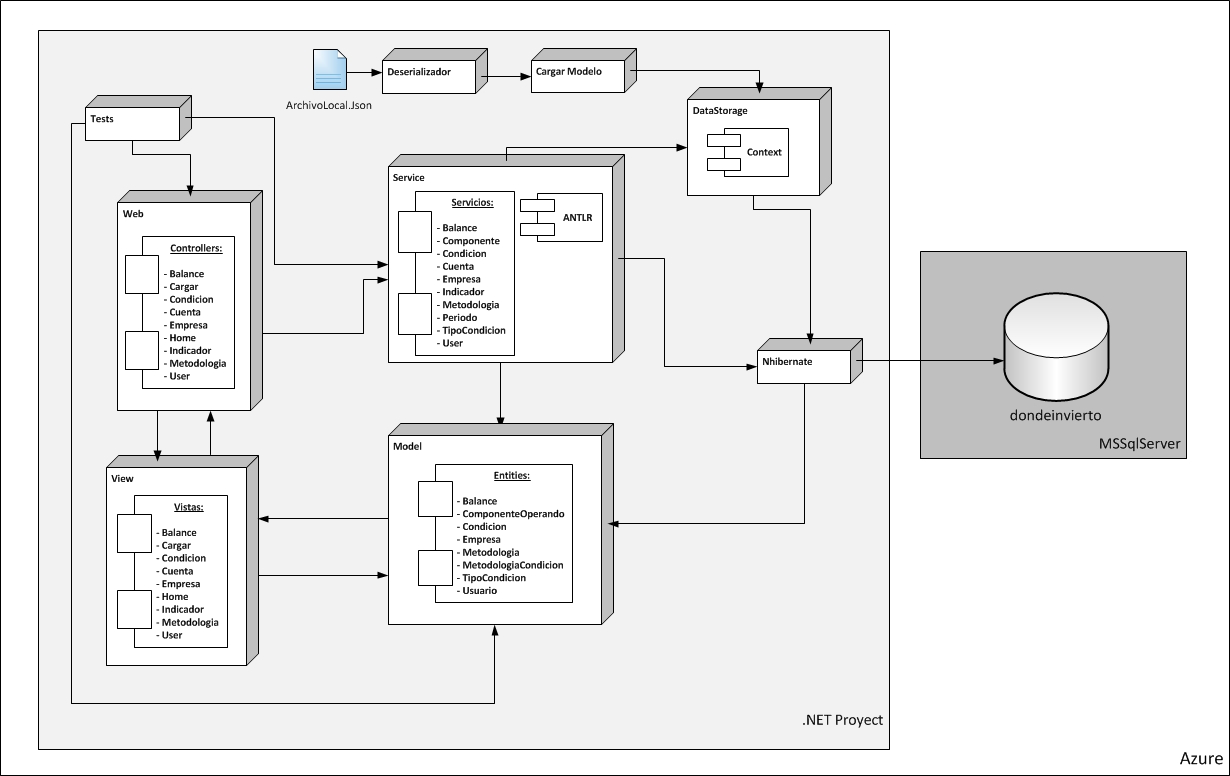 ArchivoLocal.Json
Deserializador
Cargar Modelo
DataStorage
Context
Tests
Service
Servicios:
- Balance
- Componente
- Condicion
- Cuenta
- Empresa
- Indicador
- Metodologia
- Periodo
- TipoCondicion
- User
ANTLR
Web
Controllers:
- Balance
- Cargar
- Condicion
- Cuenta
- Empresa
- Home
- Indicador
- Metodologia
- User
Nhibernate
dondeinvierto
MSSqlServer
Model
Entities:
- Balance
- ComponenteOperando
- Condicion
- Empresa
- Metodologia
- MetodologiaCondicion
- TipoCondicion
- Usuario
View
Vistas:
- Balance
- Cargar
- Condicion
- Cuenta
- Empresa
- Home
- Indicador
- Metodologia
- User
.NET Proyect
Azure